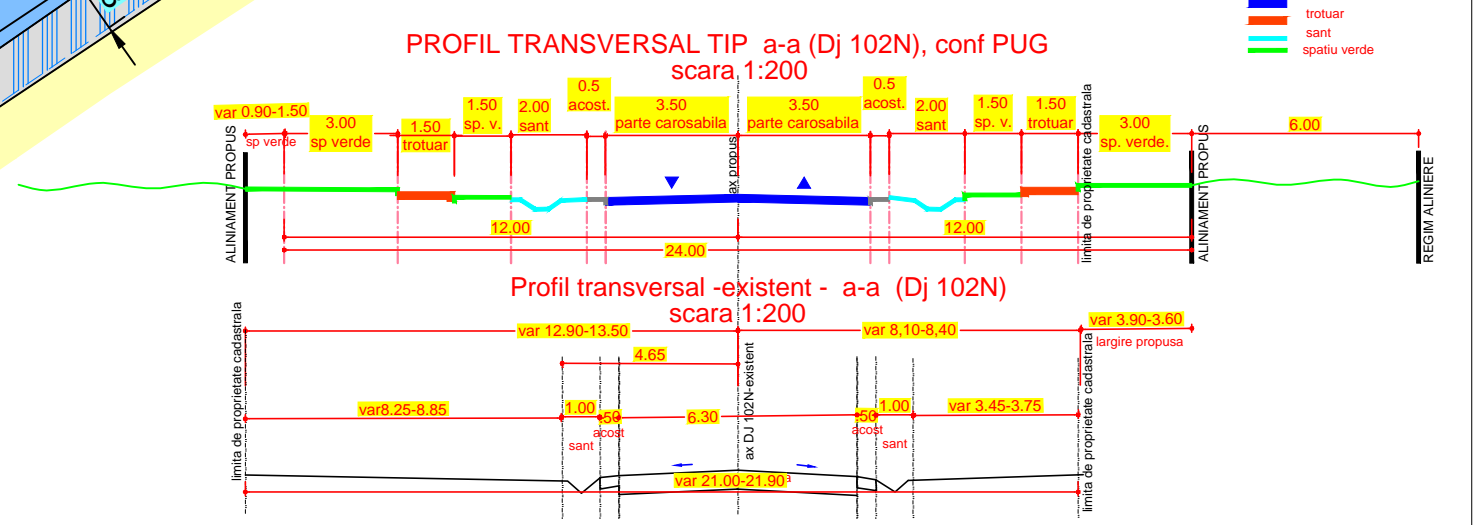 trotuar
sant
spatiu verde
PROFIL TRANSVERSAL TIP a-a (Dj 102N), conf PUG
scara 1:200
var 0.90-1.50
sp verde
3.00
sp verde
1.50
trotuar
1.50
sp. v.
2.00
sant
0.5
acost.
3.50
parte carosabila
3.50
parte carosabila
0.5
acost.
2.00
sant
1.50
sp. v.
1.50
trotuar
3.00
sp. verde.
6.00
ALINIAMENT PROPUS
ax propus
limita de proprietate cadastrala
ALINIAMENT PROPUS
REGIM ALINIERE
12.00
12.00
24.00
Profil transversal -existent - a-a (Dj 102N)
scara 1:200
limita de proprietate cadastrala
var 12.90-13.50
var 8,10-8,40
var 3.90-3.60
largire propusa
4.65
ax DJ 102N-existent
limita de proprietate cadastrala
var8.25-8.85
1.00
sant
.50
acost
6.30
.50
acost
1.00
sant
var 3.45-3.75
var 21.00-21.90